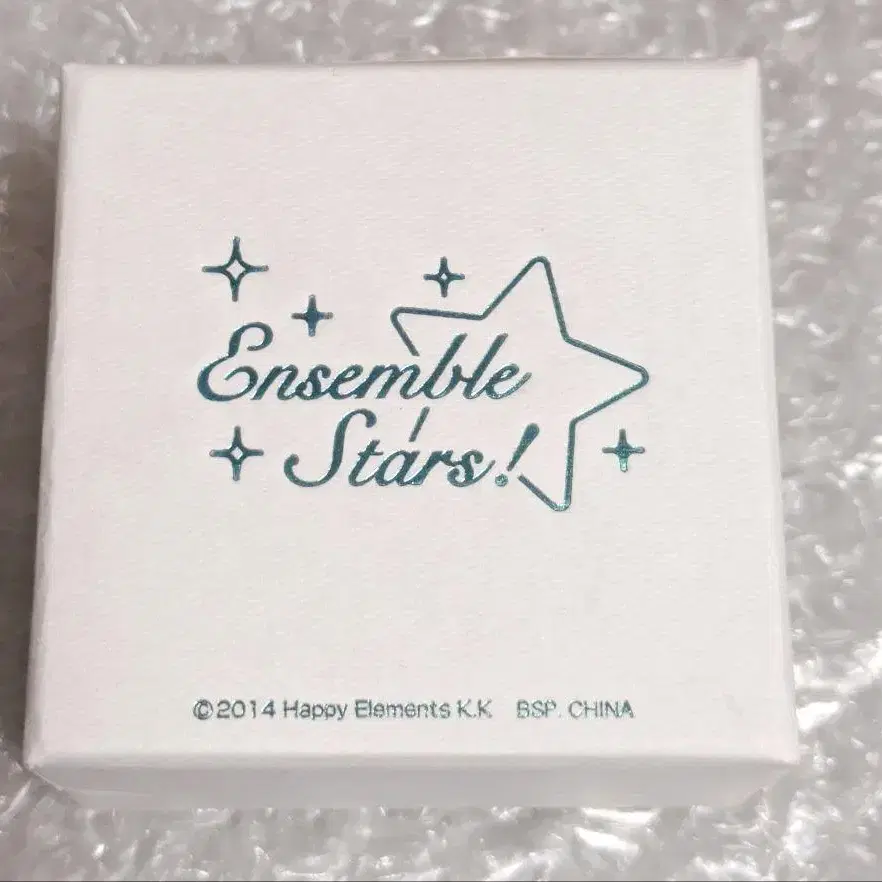 Ensemble
Stars!
©2014 Happy Elements K.K BSP. CHINA